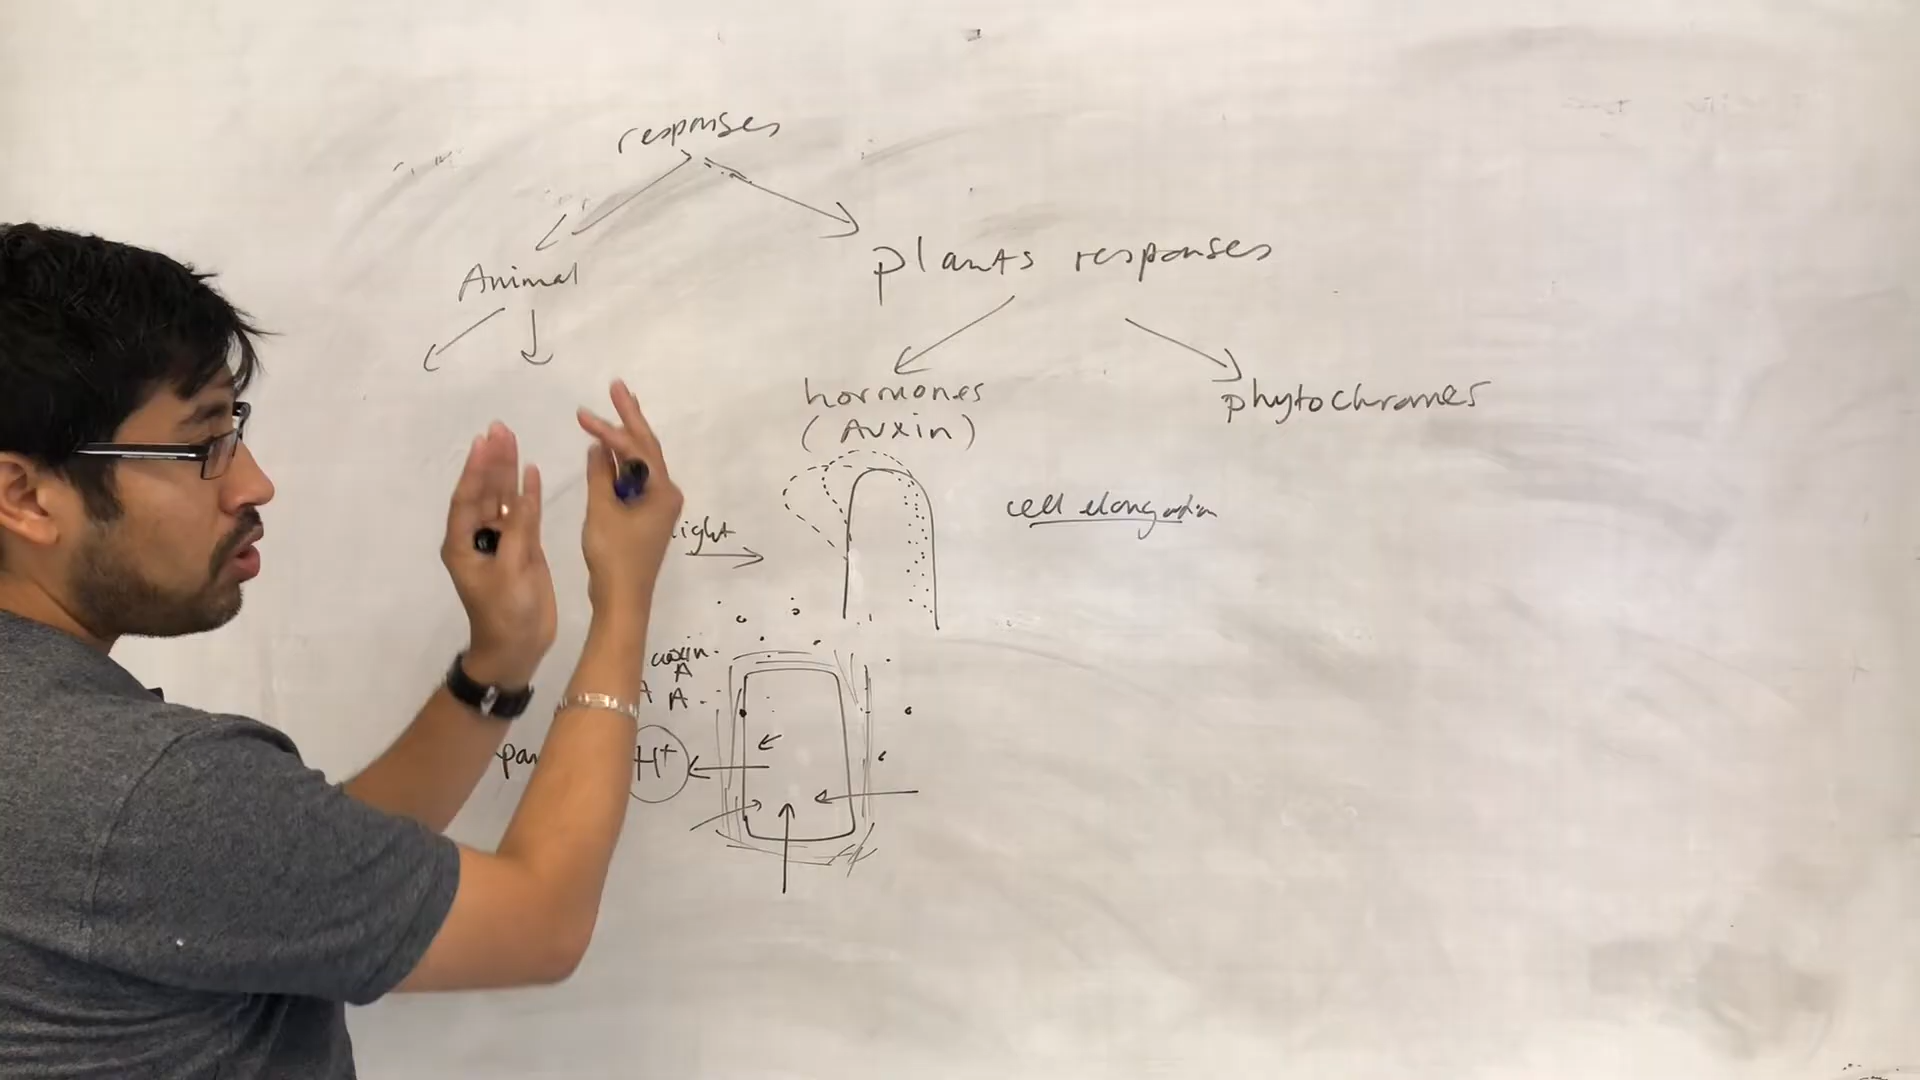 responses
Animal
plants responses
hormones
(Auxin)
phytochromes
cell elongation
light
auxin
A
A A
H+